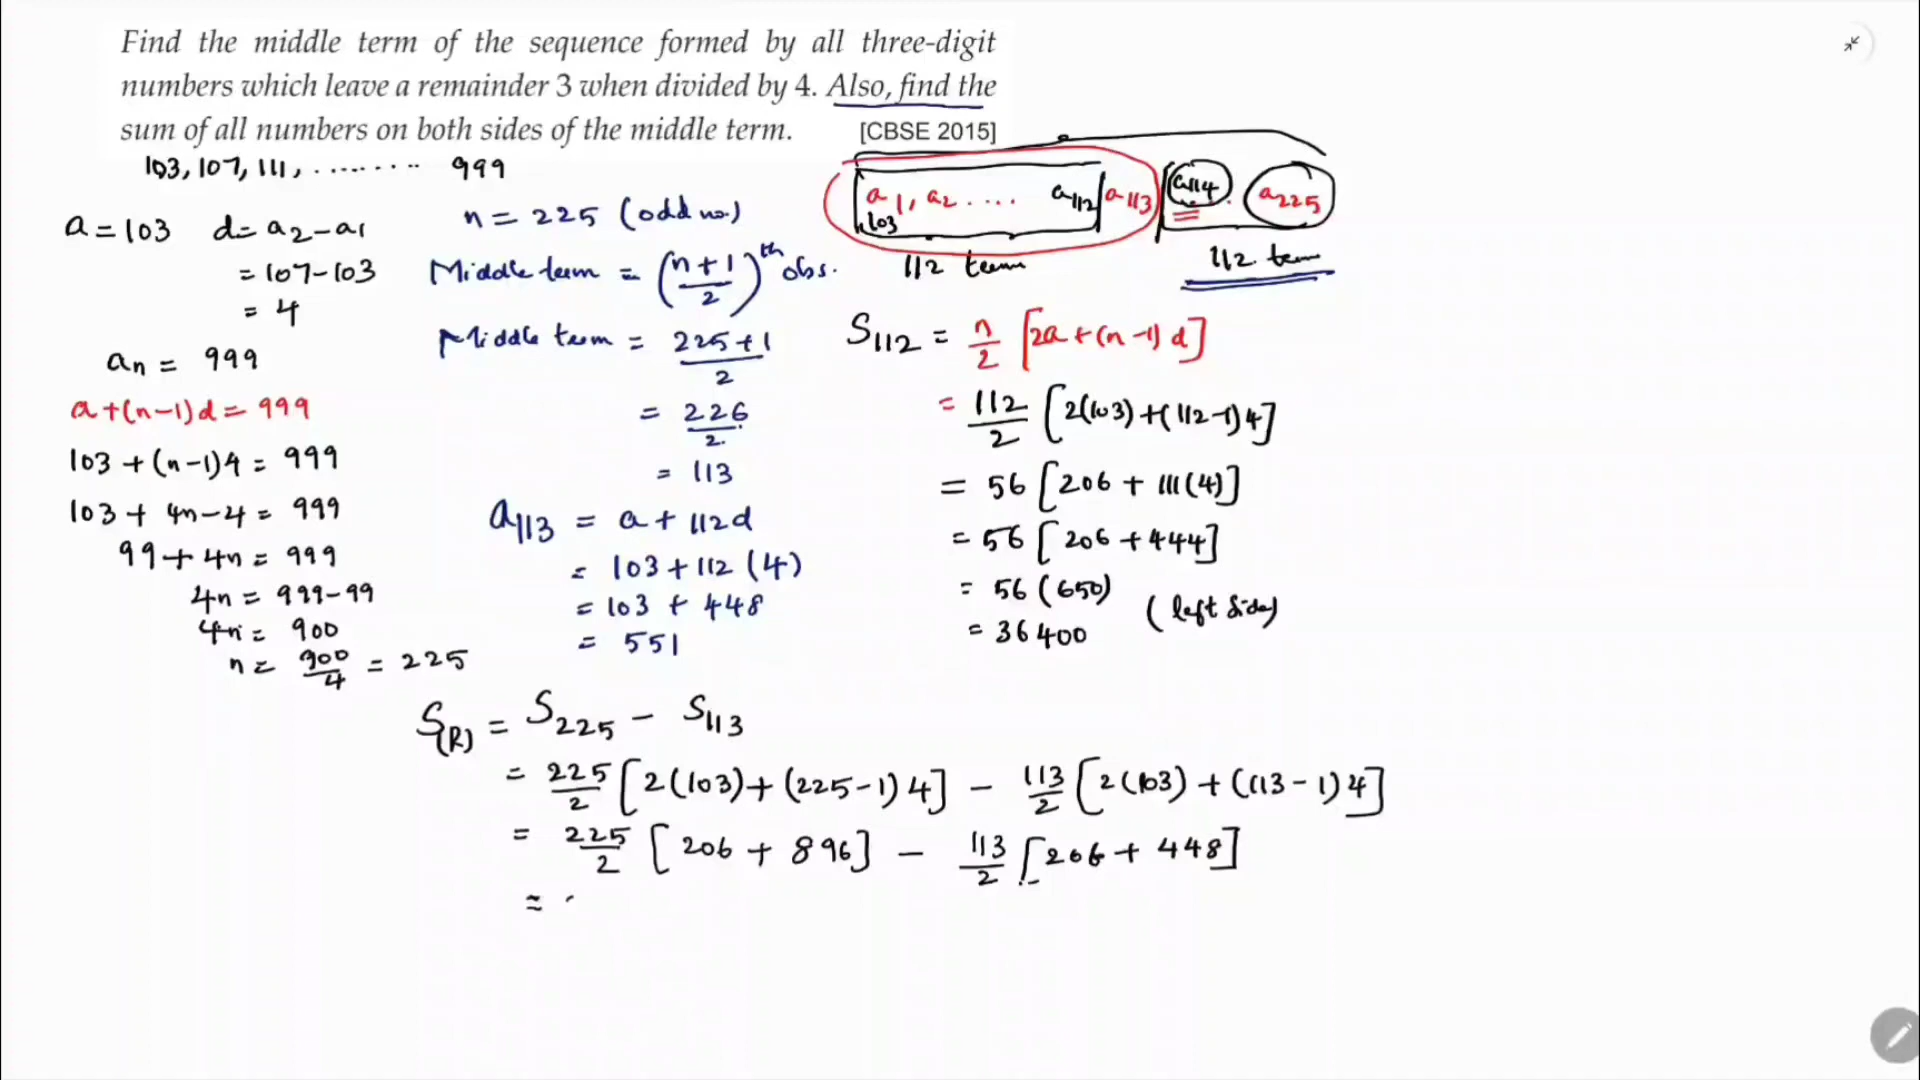 Find the middle term of the sequence formed by all three-digit
numbers which leave a remainder 3 when divided by 4. Also, find the
sum of all numbers on both sides of the middle term. [CBSE 2015]
103, 107, 111, ......... 999
a = 103 d = a2 - a1
= 107 - 103
= 4
an = 999
a + (n-1) d = 999
103 + (n-1)4 = 999
103 + 4n - 4 = 999
99 + 4n = 999
4n = 999 - 99
4n = 900
n = 900/4 = 225
n = 225 (odd no.)
Middle term = (n+1/2)th obs.
Middle term = 225+1/2
= 226/2
= 113
a113 = a + 112d
= 103 + 112 (4)
= 103 + 448
= 551
a1, a2 .... a112 a113 a114 a225
103
112 term 112 term
S112 = n/2 [2a + (n-1) d]
= 112/2 [2(103) + (112-1)4]
= 56 [206 + 111(4)]
= 56 [206 + 444]
= 56 (650)
= 36400 (left side)
S(R) = S225 - S113
= 225/2 [2(103) + (225-1) 4] - 113/2 [2(103) + (113-1)4]
= 225/2 [206 + 896] - 113/2 [206 + 448]
=